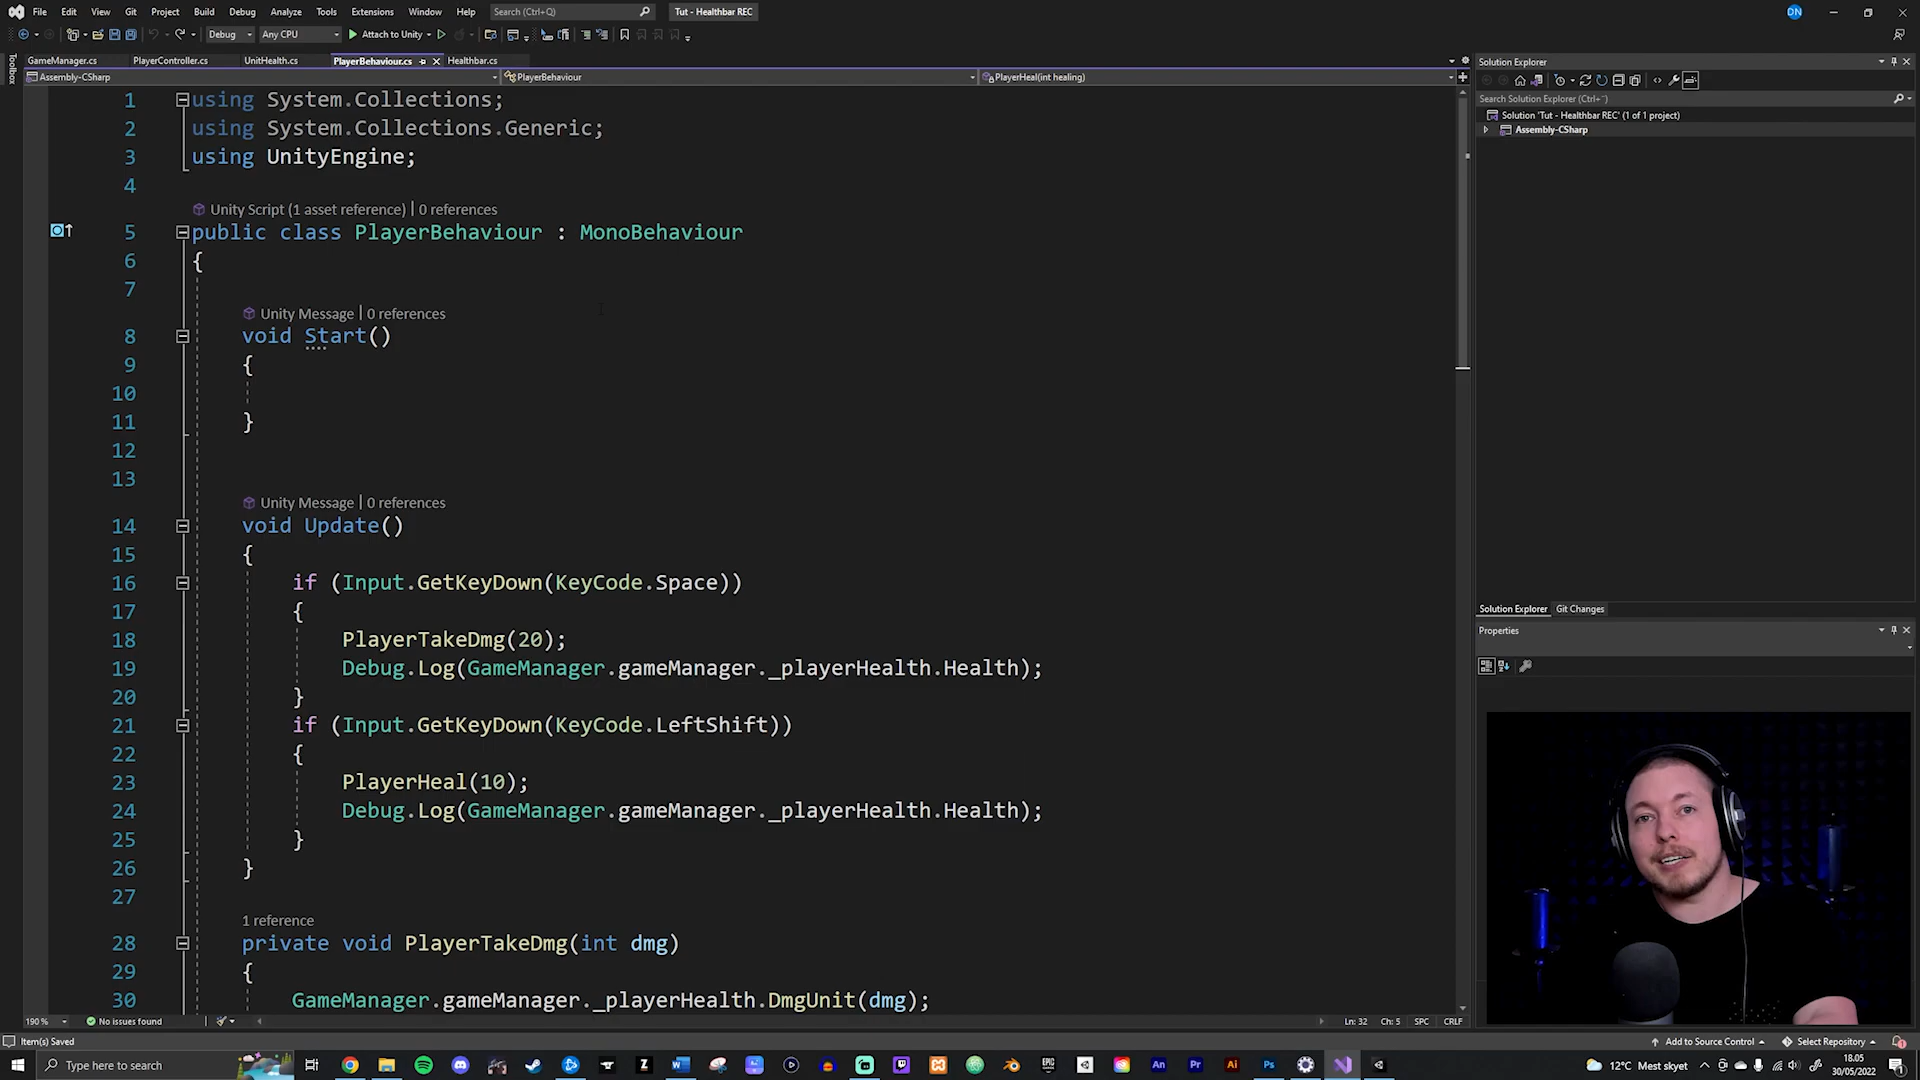 File Edit View Git Project Build Debug Analyze Tools Extensions Window Help Search (Ctrl+Q) Tut - Healthbar REC DN
Debug Any CPU Attach to Unity
GameManager.cs PlayerController.cs UnitHealth.cs PlayerBehaviour.cs Healthbar.cs
Toolbox
Assembly-CSharp PlayerBehaviour PlayerHeal(int healing)
1 using System.Collections;
2 using System.Collections.Generic;
3 using UnityEngine;
4
Unity Script (1 asset reference) | 0 references
5 public class PlayerBehaviour : MonoBehaviour
6 {
7
Unity Message | 0 references
8 void Start()
9 {
10
11 }
12
13
Unity Message | 0 references
14 void Update()
15 {
16 if (Input.GetKeyDown(KeyCode.Space))
17 {
18 PlayerTakeDmg(20);
19 Debug.Log(GameManager.gameManager._playerHealth.Health);
20 }
21 if (Input.GetKeyDown(KeyCode.LeftShift))
22 {
23 PlayerHeal(10);
24 Debug.Log(GameManager.gameManager._playerHealth.Health);
25 }
26 }
27
1 reference
28 private void PlayerTakeDmg(int dmg)
29 {
30 GameManager.gameManager._playerHealth.DmgUnit(dmg);
190 % No issues found Ln: 32 Ch: 5 SPC CRLF
Solution Explorer
Search Solution Explorer (Ctrl+¨)
Solution 'Tut - Healthbar REC' (1 of 1 project)
Assembly-CSharp
Solution Explorer Git Changes
Properties
Item(s) Saved Add to Source Control Select Repository
Type here to search 12°C Mest skyet 18.05
30/05/2022